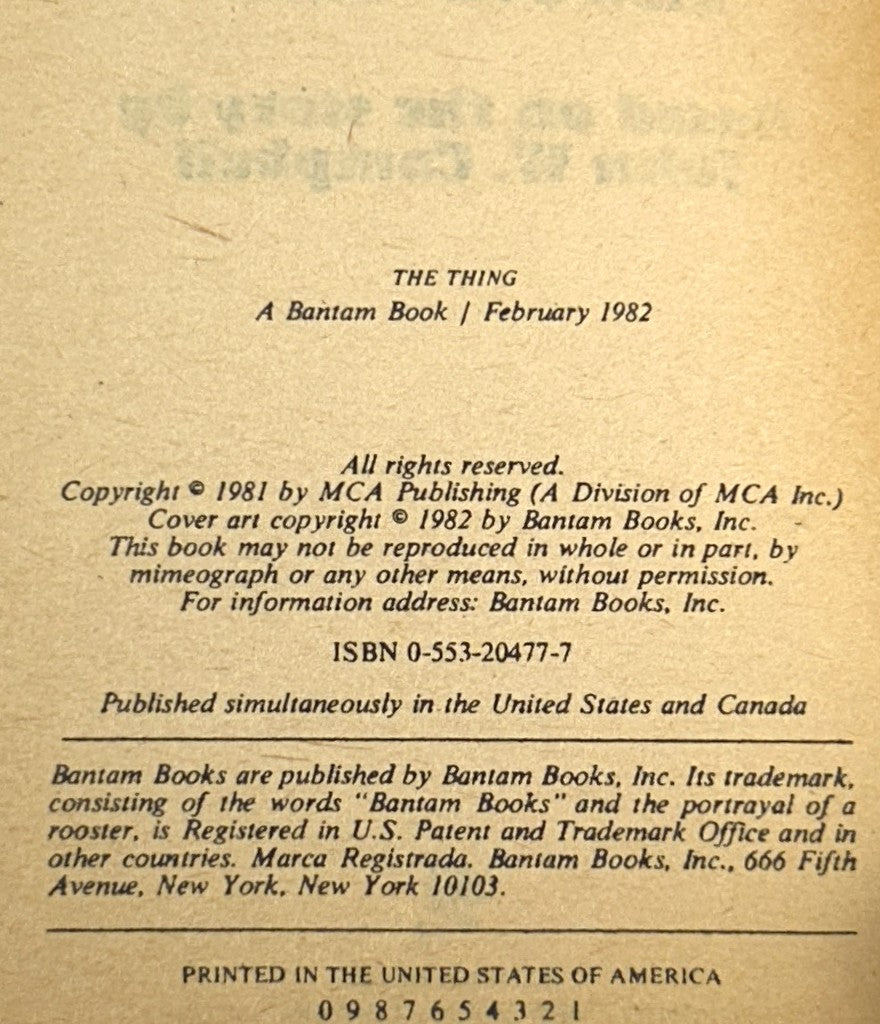 THE THING
A Bantam Book / February 1982
All rights reserved.
Copyright © 1981 by MCA Publishing (A Division of MCA Inc.)
Cover art copyright © 1982 by Bantam Books, Inc.
This book may not be reproduced in whole or in part, by
mimeograph or any other means, without permission.
For information address: Bantam Books, Inc.
ISBN 0-553-20477-7
Published simultaneously in the United States and Canada
Bantam Books are published by Bantam Books, Inc. Its trademark,
consisting of the words "Bantam Books" and the portrayal of a
rooster, is Registered in U.S. Patent and Trademark Office and in
other countries. Marca Registrada. Bantam Books, Inc., 666 Fifth
Avenue, New York, New York 10103.
PRINTED IN THE UNITED STATES OF AMERICA
0 9 8 7 6 5 4 3 2 1